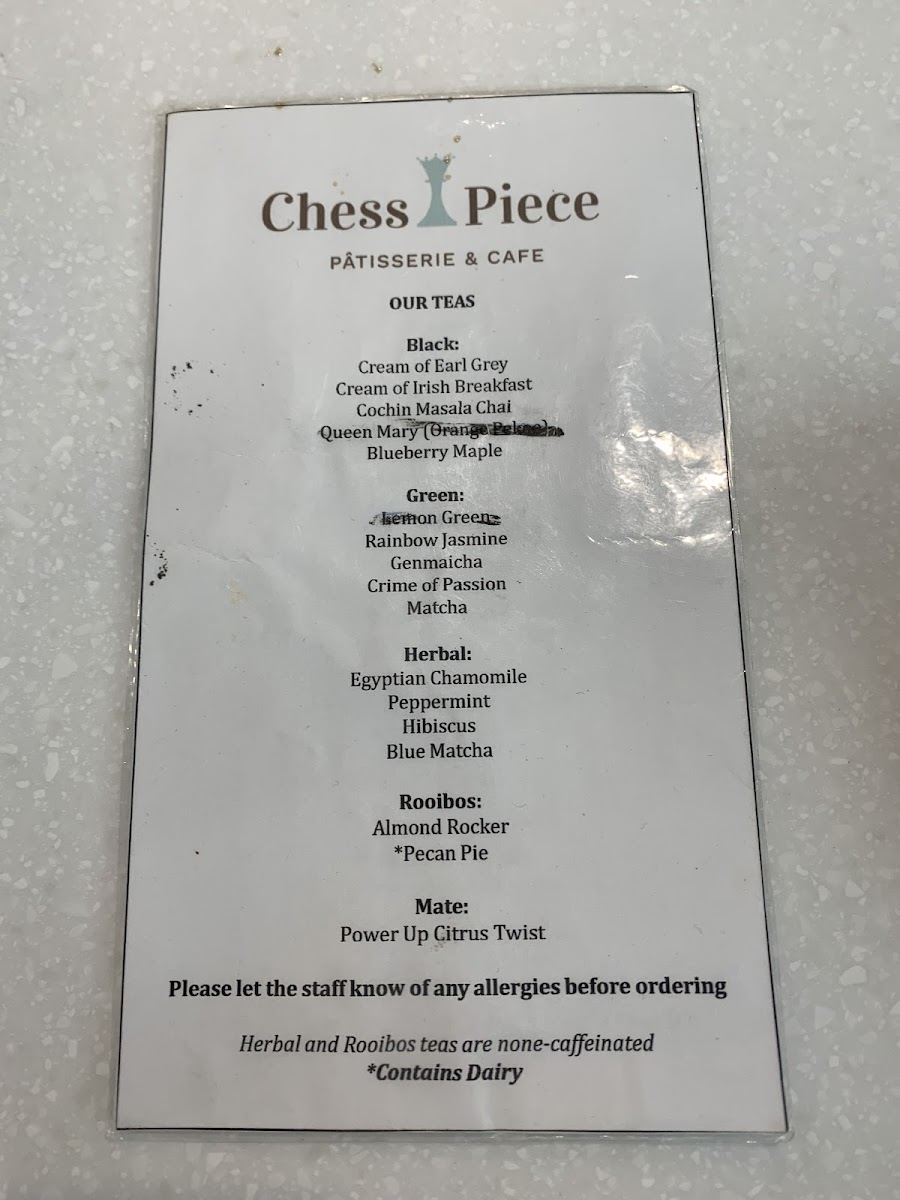 Chess Piece
PÂTISSERIE & CAFE
OUR TEAS
Black:
Cream of Earl Grey
Cream of Irish Breakfast
Cochin Masala Chai
Queen Mary (Orange Pekoe)
Blueberry Maple
Green:
Lemon Green
Rainbow Jasmine
Genmaicha
Crime of Passion
Matcha
Herbal:
Egyptian Chamomile
Peppermint
Hibiscus
Blue Matcha
Rooibos:
Almond Rocker
*Pecan Pie
Mate:
Power Up Citrus Twist
Please let the staff know of any allergies before ordering
Herbal and Rooibos teas are none-caffeinated
*Contains Dairy